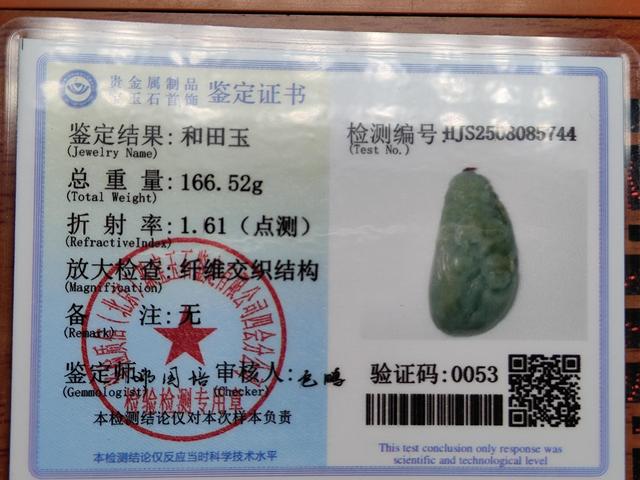 贵金属制品
宝玉石首饰 鉴定证书
鉴定结果: 和田玉
(Jewelry Name)
检测编号: HJS2508085744
(Test No.)
总重量: 166.52g
(Total Weight)
折射率: 1.61（点测）
(RefractiveIndex)
放大检查: 纤维交织结构
(Magnification)
备注: 无
(Remark)
鉴定师: 国培
(Gemmologist)
审核人:
(Checker)
检验检测专用章
本检测结论仅对本次样本负责
本检测结论仅反应当时科学技术水平
验证码: 0053
This test conclusion only response was
scientific and technological level